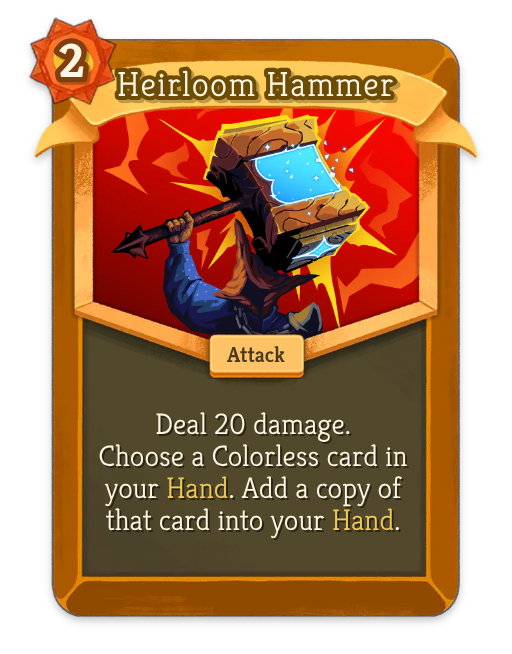 2
Heirloom Hammer
Attack
Deal 20 damage.
Choose a Colorless card in
your Hand. Add a copy of
that card into your Hand.